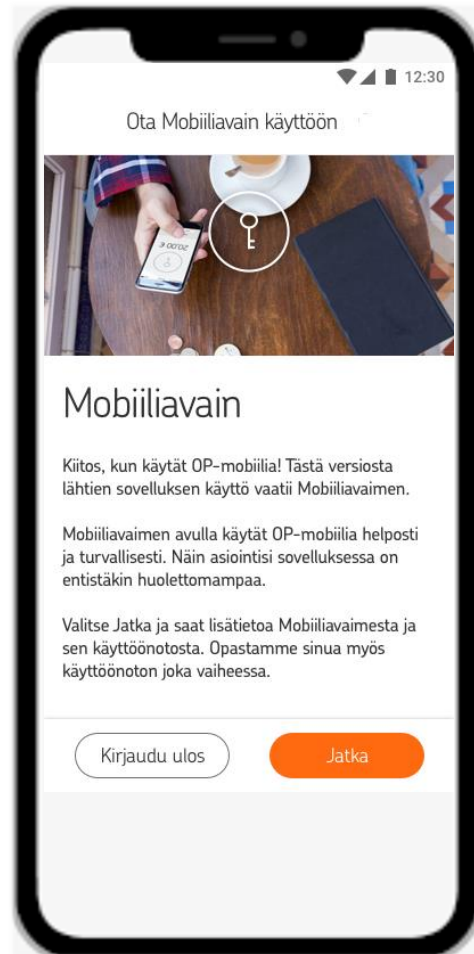 12:30
Ota Mobiiliavain käyttöön
20,00 €
Mobiiliavain
Kiitos, kun käytät OP-mobiilia! Tästä versiosta
lähtien sovelluksen käyttö vaatii Mobiiliavaimen.
Mobiiliavaimen avulla käytät OP-mobiilia helposti
ja turvallisesti. Näin asiointisi sovelluksessa on
entistäkin huolettomampaa.
Valitse Jatka ja saat lisätietoa Mobiiliavaimesta ja
sen käyttöönotosta. Opastamme sinua myös
käyttöönoton joka vaiheessa.
Kirjaudu ulos
Jatka